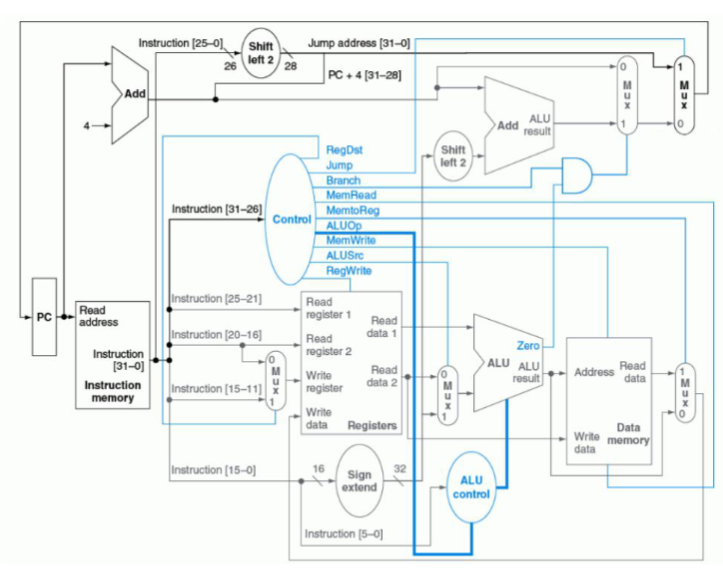 Instruction [25–0]
Shift
left 2
Jump address [31–0]
26
28
PC + 4 [31–28]
Add
4
0
M
u
x
1
1
M
u
x
0
Add
ALU
result
Shift
left 2
RegDst
Jump
Branch
MemRead
MemtoReg
ALUOp
MemWrite
ALUSrc
RegWrite
Control
Instruction [31–26]
PC
Read
address
Instruction
[31–0]
Instruction
memory
Instruction [25–21]
Instruction [20–16]
Instruction [15–11]
0
M
u
x
1
Read
register 1
Read
register 2
Write
register
Write
data
Read
data 1
Read
data 2
Registers
0
M
u
x
1
Zero
ALU
ALU
result
Address
Read
data
Write
data
Data
memory
1
M
u
x
0
Instruction [15–0]
16
Sign
extend
32
ALU
control
Instruction [5–0]